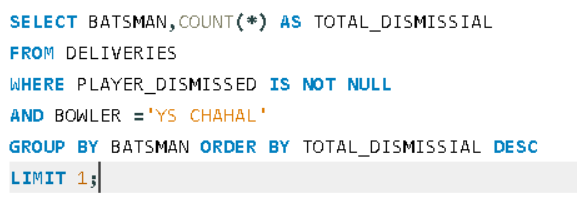 SELECT BATSMAN,COUNT(*) AS TOTAL_DISMISSIAL
FROM DELIVERIES
WHERE PLAYER_DISMISSED IS NOT NULL
AND BOWLER ='YS CHAHAL'
GROUP BY BATSMAN ORDER BY TOTAL_DISMISSIAL DESC
LIMIT 1;